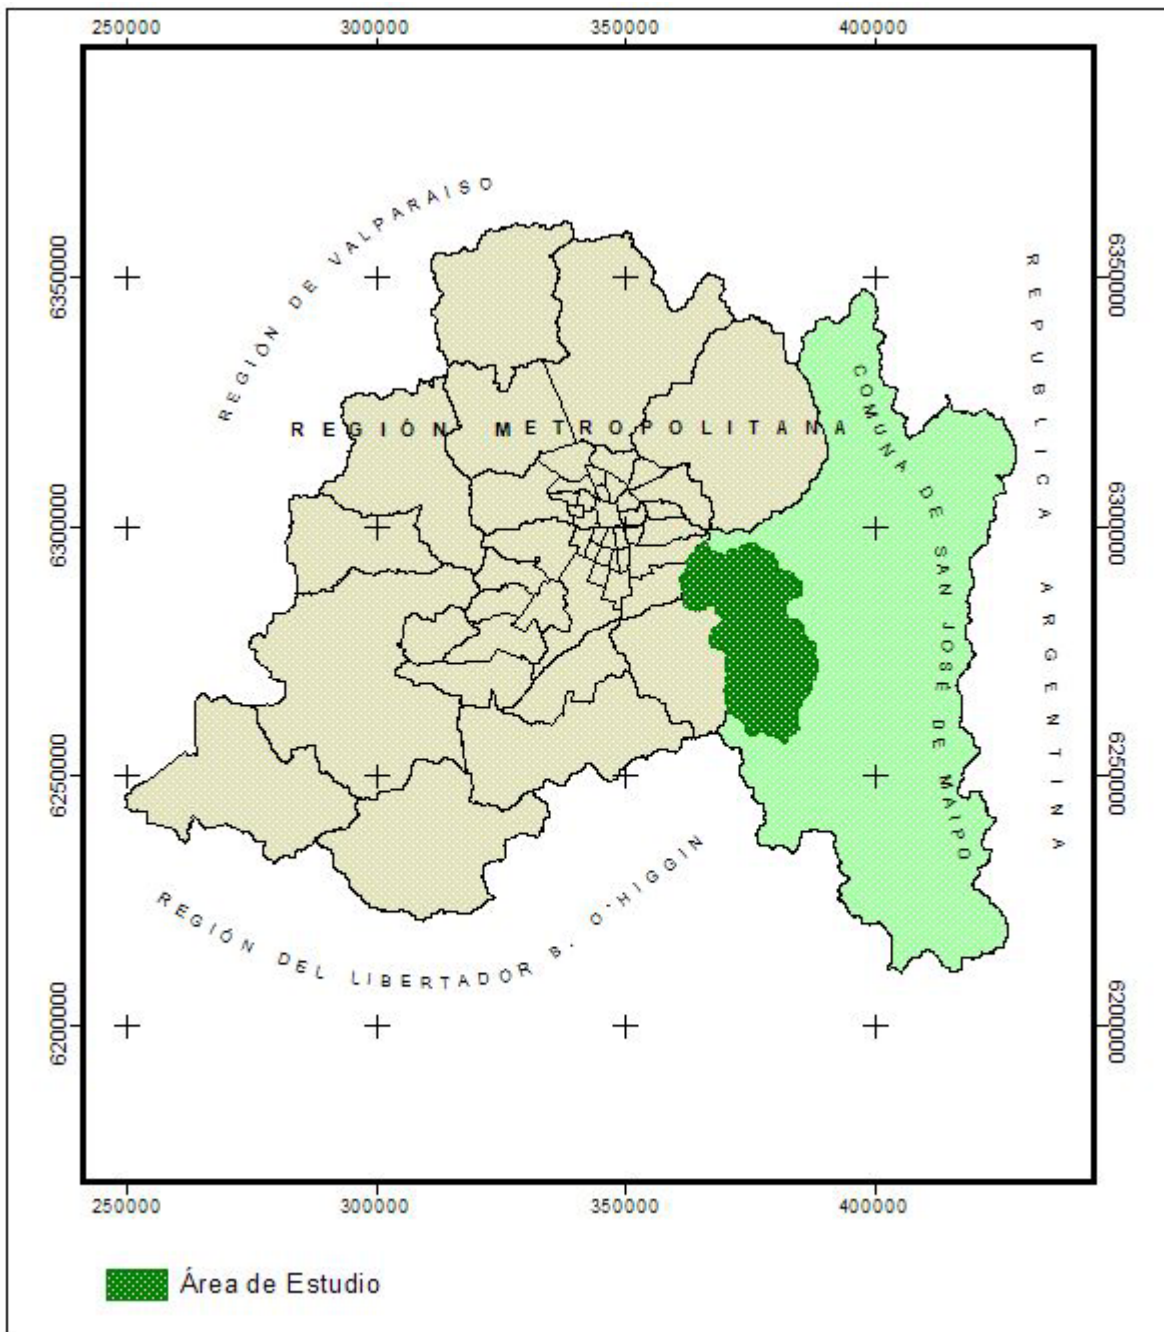 250000 300000 350000 400000
REGIÓN DE VALPARAÍSO
6350000 6350000
REPUBLICA ARGENTINA
COMUNA DE SAN JOSÉ DE MAIPO
REGIÓN METROPOLITANA
6300000 6300000
6250000 6250000
REGIÓN DEL LIBERTADOR B. O'HIGGIN
6200000 6200000
250000 300000 350000 400000
Área de Estudio